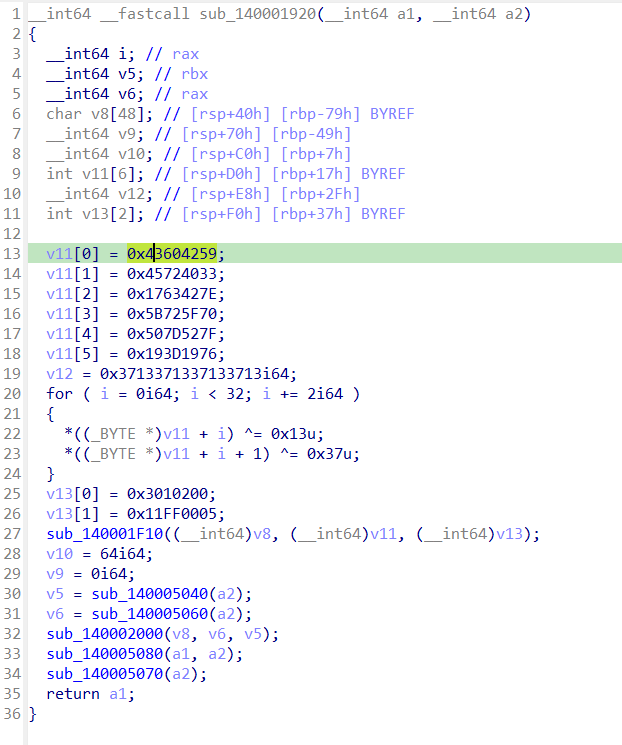 1 __int64 __fastcall sub_140001920(__int64 a1, __int64 a2)
2 {
3 __int64 i; // rax
4 __int64 v5; // rbx
5 __int64 v6; // rax
6 char v8[48]; // [rsp+40h] [rbp-79h] BYREF
7 __int64 v9; // [rsp+70h] [rbp-49h]
8 __int64 v10; // [rsp+C0h] [rbp+7h]
9 int v11[6]; // [rsp+D0h] [rbp+17h] BYREF
10 __int64 v12; // [rsp+E8h] [rbp+2Fh]
11 int v13[2]; // [rsp+F0h] [rbp+37h] BYREF
12
13 v11[0] = 0x43604259;
14 v11[1] = 0x45724033;
15 v11[2] = 0x1763427E;
16 v11[3] = 0x5B725F70;
17 v11[4] = 0x507D527F;
18 v11[5] = 0x193D1976;
19 v12 = 0x3713371337133713i64;
20 for ( i = 0i64; i < 32; i += 2i64 )
21 {
22 *((_BYTE *)v11 + i) ^= 0x13u;
23 *((_BYTE *)v11 + i + 1) ^= 0x37u;
24 }
25 v13[0] = 0x3010200;
26 v13[1] = 0x11FF0005;
27 sub_140001F10((__int64)v8, (__int64)v11, (__int64)v13);
28 v10 = 64i64;
29 v9 = 0i64;
30 v5 = sub_140005040(a2);
31 v6 = sub_140005060(a2);
32 sub_140002000(v8, v6, v5);
33 sub_140005080(a1, a2);
34 sub_140005070(a2);
35 return a1;
36 }